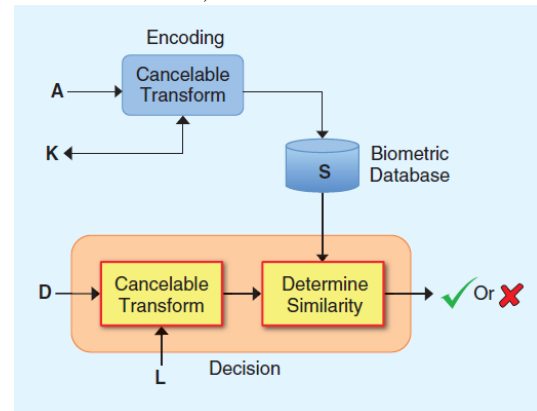 Encoding
A
Cancelable
Transform
K
S
Biometric
Database
D
Cancelable
Transform
Determine
Similarity
Or
L
Decision